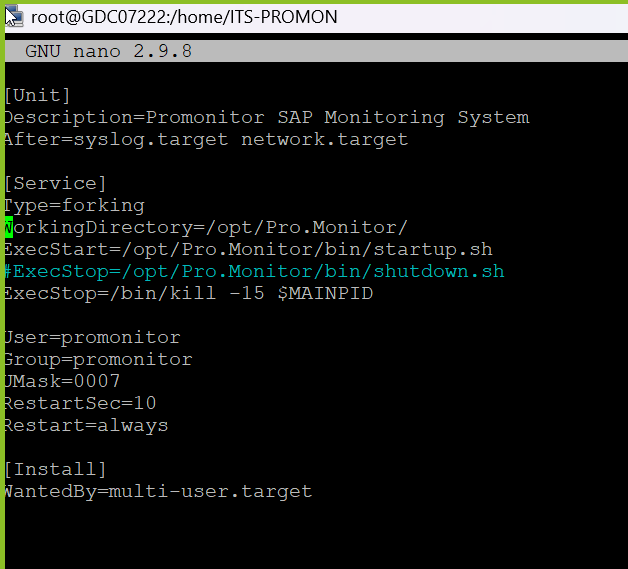 root@GDC07222:/home/ITS-PROMON
GNU nano 2.9.8
[Unit]
Description=Promonitor SAP Monitoring System
After=syslog.target network.target
[Service]
Type=forking
WorkingDirectory=/opt/Pro.Monitor/
ExecStart=/opt/Pro.Monitor/bin/startup.sh
#ExecStop=/opt/Pro.Monitor/bin/shutdown.sh
ExecStop=/bin/kill -15 $MAINPID
User=promonitor
Group=promonitor
UMask=0007
RestartSec=10
Restart=always
[Install]
WantedBy=multi-user.target